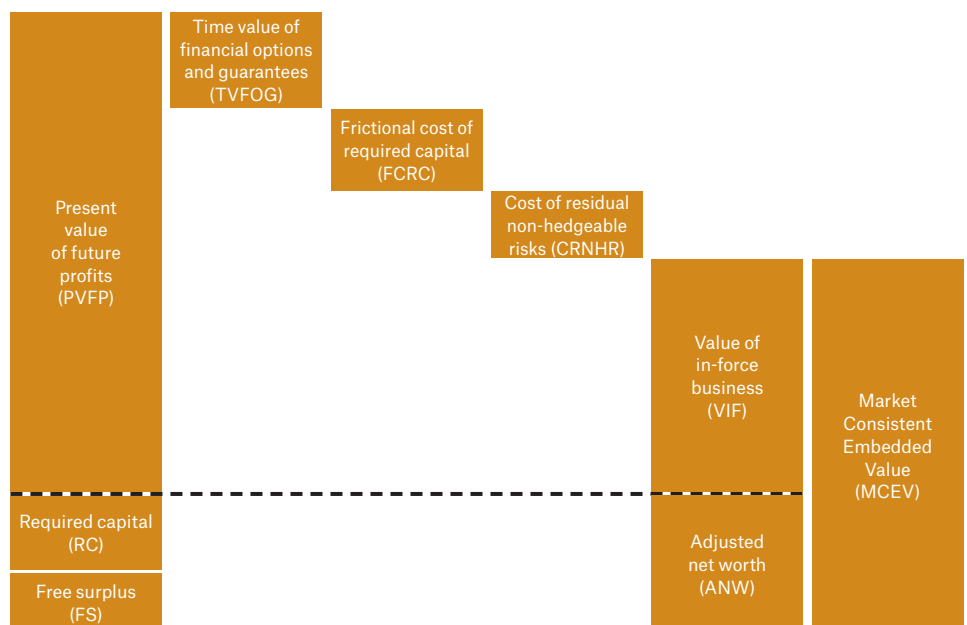 Present
value
of future
profits
(PVFP)
Required capital
(RC)
Free surplus
(FS)
Time value of
financial options
and guarantees
(TVFOG)
Frictional cost of
required capital
(FCRC)
Cost of residual
non-hedgeable
risks (CRNHR)
Value of
in-force
business
(VIF)
Adjusted
net worth
(ANW)
Market
Consistent
Embedded
Value
(MCEV)